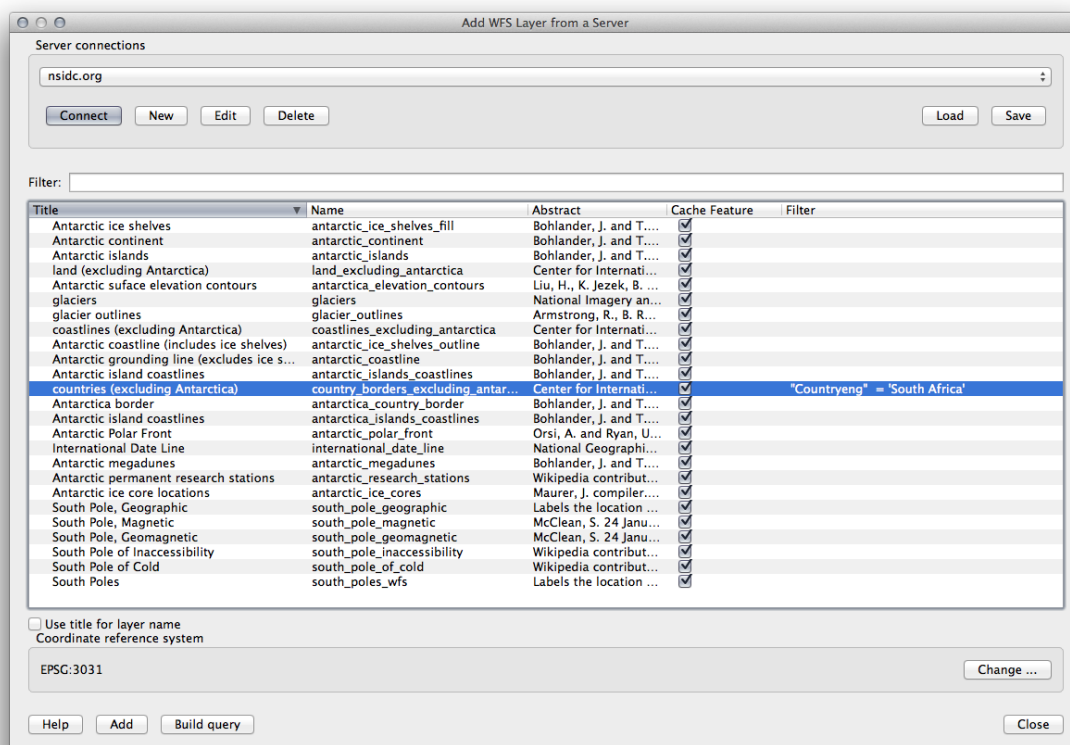 Add WFS Layer from a Server
Server connections
nsidc.org
Connect New Edit Delete Load Save
Filter:
Title Name Abstract Cache Feature Filter
Antarctic ice shelves antarctic_ice_shelves_fill Bohlander, J. and T....
Antarctic continent antarctic_continent Bohlander, J. and T....
Antarctic islands antarctic_islands Bohlander, J. and T....
land (excluding Antarctica) land_excluding_antarctica Center for Internati...
Antarctic suface elevation contours antarctica_elevation_contours Liu, H., K. Jezek, B. ...
glaciers glaciers National Imagery an...
glacier outlines glacier_outlines Armstrong, R., B. R...
coastlines (excluding Antarctica) coastlines_excluding_antarctica Center for Internati...
Antarctic coastline (includes ice shelves) antarctic_ice_shelves_outline Bohlander, J. and T....
Antarctic grounding line (excludes ice s... antarctic_coastline Bohlander, J. and T....
Antarctic island coastlines antarctic_islands_coastlines Bohlander, J. and T....
countries (excluding Antarctica) country_borders_excluding_antar... Center for Internati... "Countryeng" = 'South Africa'
Antarctica border antarctica_country_border Bohlander, J. and T....
Antarctic island coastlines antarctica_islands_coastlines Bohlander, J. and T....
Antarctic Polar Front antarctic_polar_front Orsi, A. and Ryan, U...
International Date Line international_date_line National Geographi...
Antarctic megadunes antarctic_megadunes Bohlander, J. and T....
Antarctic permanent research stations antarctic_research_stations Wikipedia contribut...
Antarctic ice core locations antarctic_ice_cores Maurer, J. compiler....
South Pole, Geographic south_pole_geographic Labels the location ...
South Pole, Magnetic south_pole_magnetic McClean, S. 24 Janu...
South Pole, Geomagnetic south_pole_geomagnetic McClean, S. 24 Janu...
South Pole of Inaccessibility south_pole_inaccessibility Wikipedia contribut...
South Pole of Cold south_pole_of_cold Wikipedia contribut...
South Poles south_poles_wfs Labels the location ...
Use title for layer name
Coordinate reference system
EPSG:3031
Change ...
Help Add Build query Close